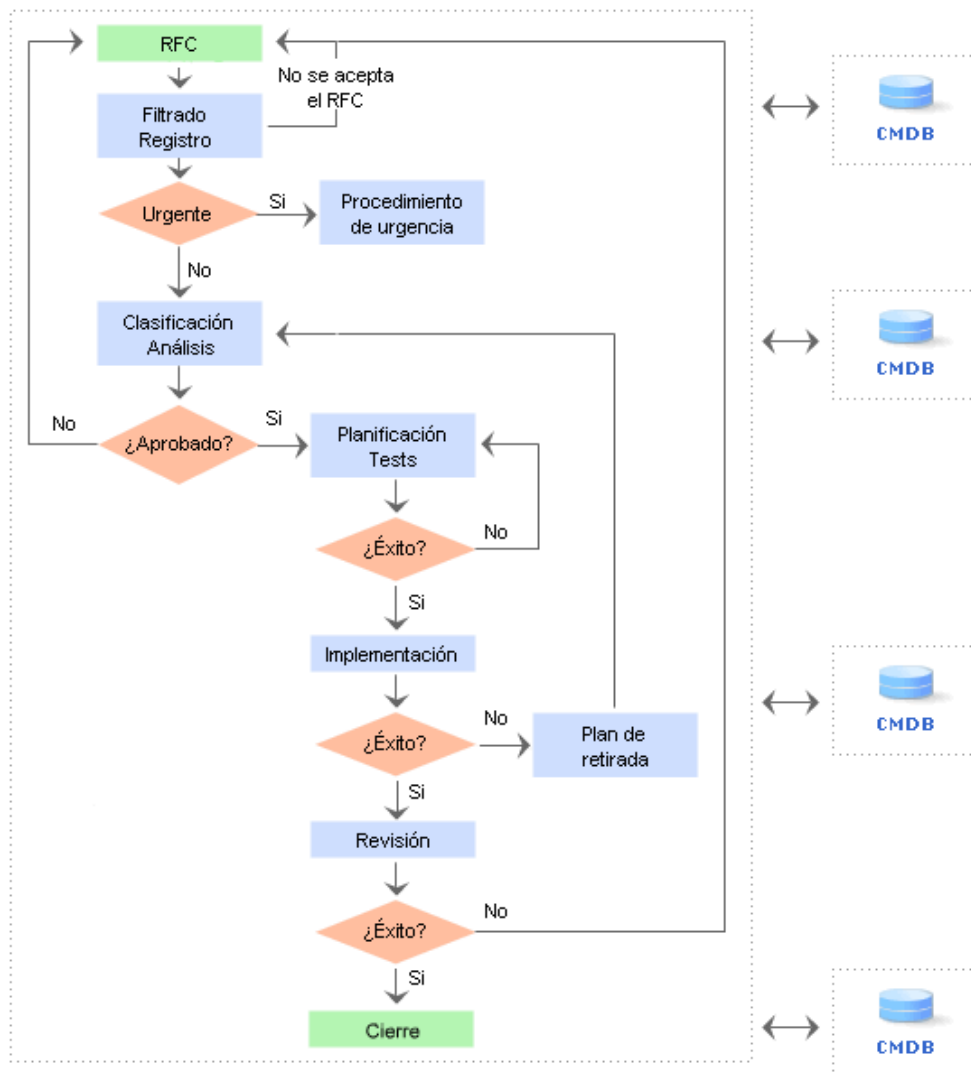 RFC
No se acepta
el RFC
Filtrado
Registro
CMDB
Urgente
Si
Procedimiento
de urgencia
No
Clasificación
Análisis
CMDB
No
¿Aprobado?
Si
Planificación
Tests
¿Éxito?
No
Si
Implementación
CMDB
¿Éxito?
No
Plan de
retirada
Si
Revisión
¿Éxito?
No
Si
Cierre
CMDB